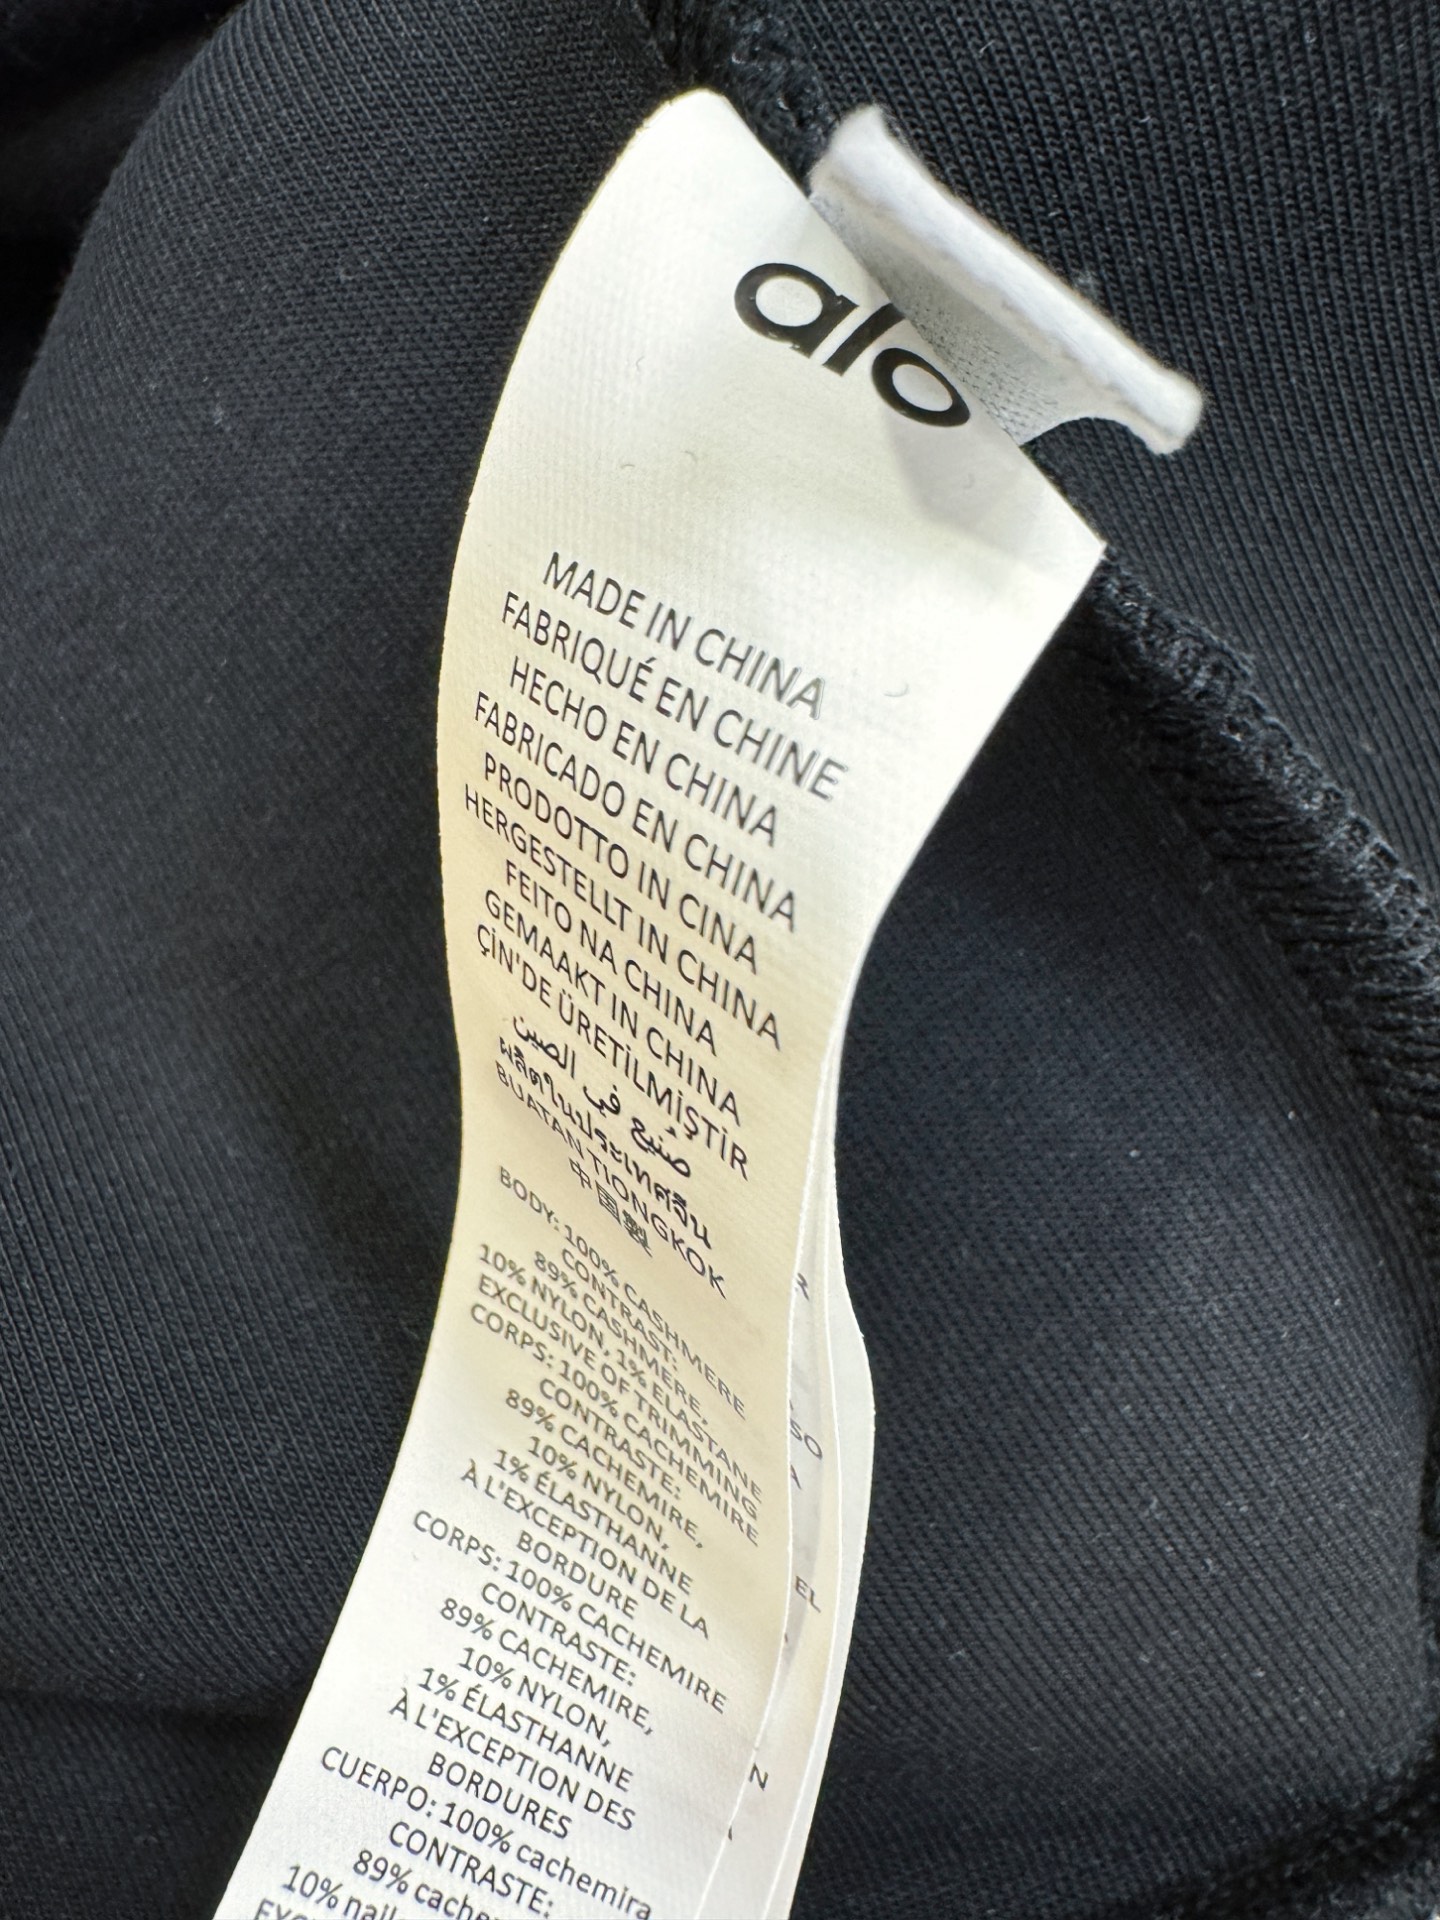 alo
MADE IN CHINA
FABRIQUÉ EN CHINE
HECHO EN CHINA
FABRICADO EN CHINA
PRODOTTO IN CINA
HERGESTELLT IN CHINA
FEITO NA CHINA
GEMAAKT IN CHINA
ÇİN'DE ÜRETİLMİŞTİR
صنع في الصين
ผลิตในประเทศจีน
BUATAN TIONGKOK
中国製
BODY: 100% CASHMERE
CONTRAST:
89% CASHMERE,
10% NYLON, 1% ELASTANE
EXCLUSIVE OF TRIMMING
CORPS: 100% CACHEMIRE
CONTRASTE:
89% CACHEMIRE,
10% NYLON,
1% ÉLASTHANNE
À L'EXCEPTION DE LA
BORDURE
CORPS: 100% CACHEMIRE
CONTRASTE:
89% CACHEMIRE,
10% NYLON,
1% ÉLASTHANNE
À L'EXCEPTION DES
BORDURES
CUERPO: 100% cachemira
CONTRASTE:
89%
10%
SO
A
EL
N